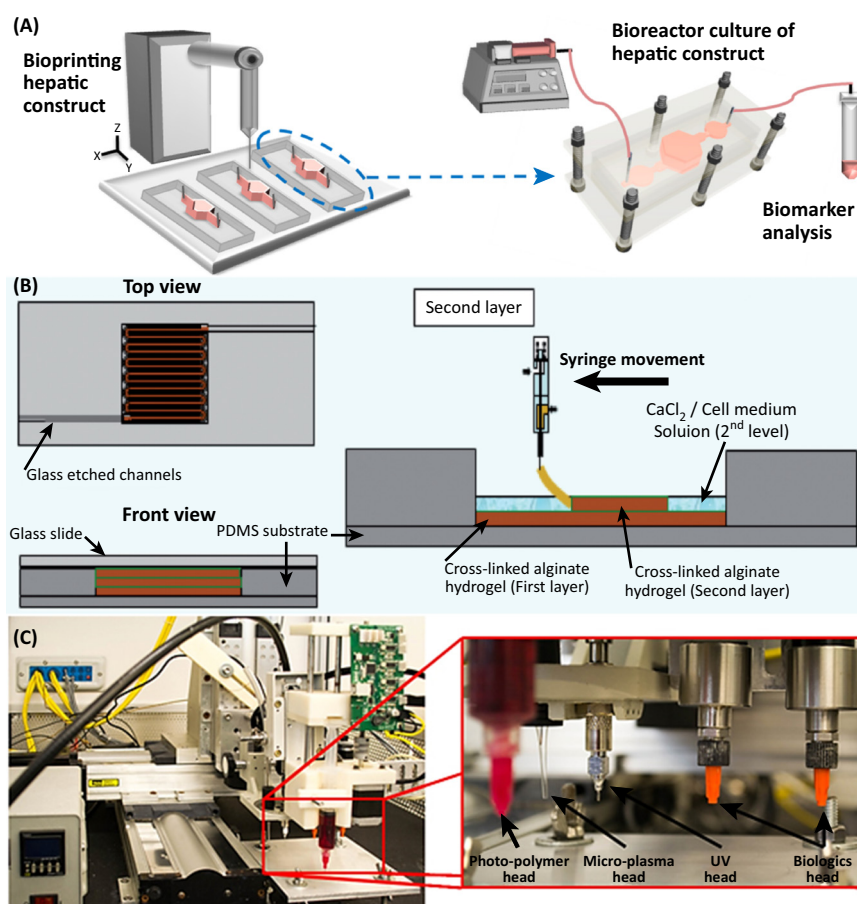 (A)
Bioprinting
hepatic
construct
Z
X
Y
Bioreactor culture of
hepatic construct
Biomarker
analysis
(B)
Top view
Glass etched channels
Front view
Glass slide
PDMS substrate
Second layer
Syringe movement
CaCl2 / Cell medium
Soluion (2nd level)
Cross-linked alginate
hydrogel (First layer)
Cross-linked alginate
hydrogel (Second layer)
(C)
Photo-polymer
head
Micro-plasma
head
UV
head
Biologics
head